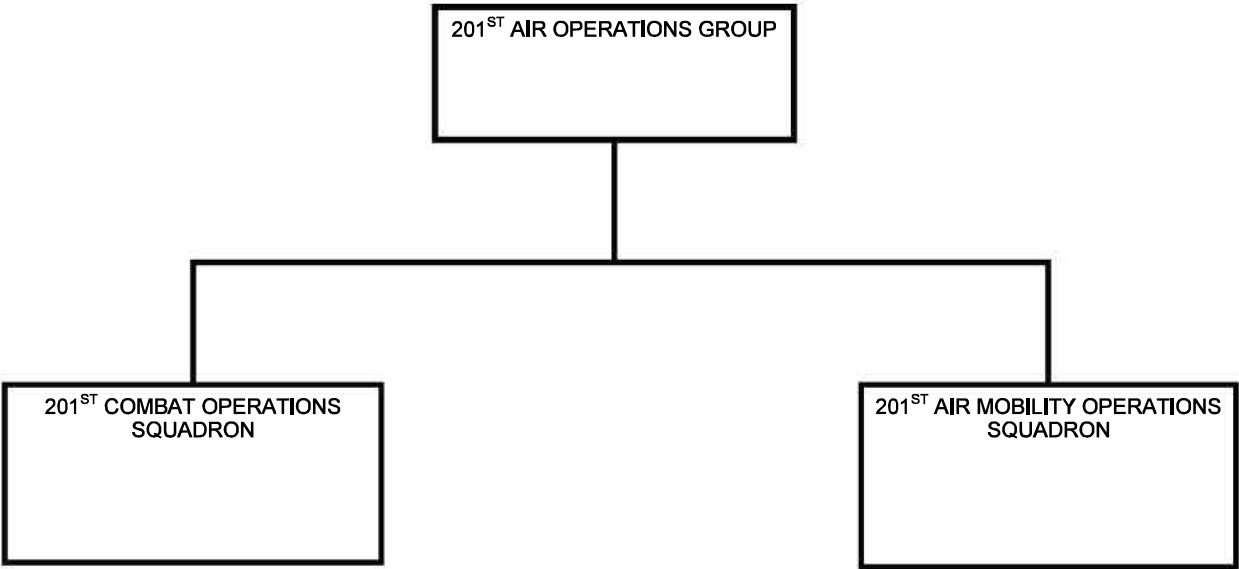 201ST AIR OPERATIONS GROUP
201ST COMBAT OPERATIONS
SQUADRON
201ST AIR MOBILITY OPERATIONS
SQUADRON